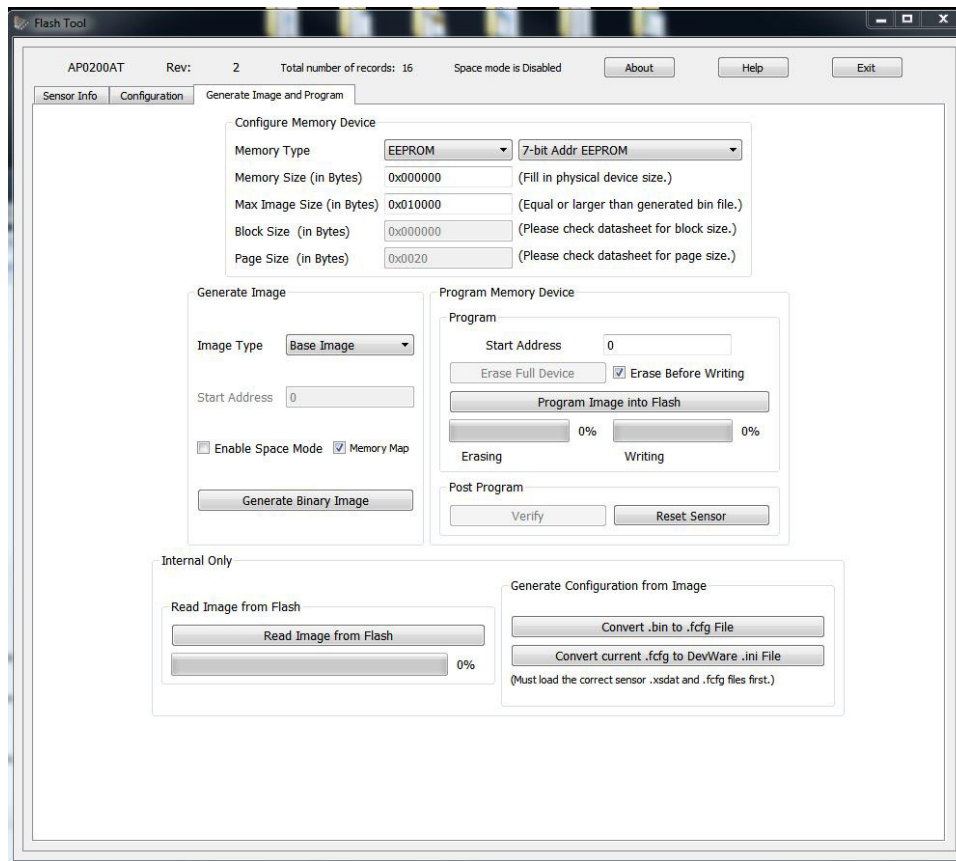 Flash Tool
AP0200AT Rev: 2 Total number of records: 16 Space mode is Disabled About Help Exit
Sensor Info Configuration Generate Image and Program
Configure Memory Device
Memory Type EEPROM 7-bit Addr EEPROM
Memory Size (in Bytes) 0x000000 (Fill in physical device size.)
Max Image Size (in Bytes) 0x010000 (Equal or larger than generated bin file.)
Block Size (in Bytes) 0x000000 (Please check datasheet for block size.)
Page Size (in Bytes) 0x0020 (Please check datasheet for page size.)
Generate Image
Image Type Base Image
Start Address 0
Enable Space Mode Memory Map
Generate Binary Image
Program Memory Device
Program
Start Address 0
Erase Full Device Erase Before Writing
Program Image into Flash
0% 0%
Erasing Writing
Post Program
Verify Reset Sensor
Internal Only
Read Image from Flash
Read Image from Flash
0%
Generate Configuration from Image
Convert .bin to .fcfg File
Convert current .fcfg to DevWare .ini File
(Must load the correct sensor .xsdat and .fcfg files first.)